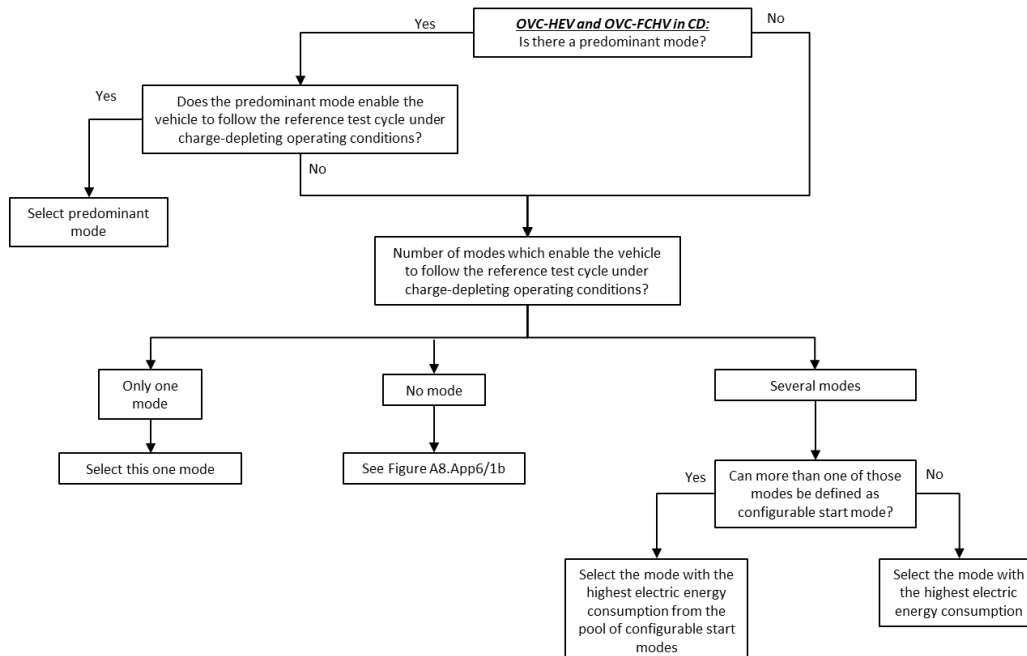 OVC-HEV and OVC-FCHV in CD:
Is there a predominant mode?
Yes
No
Does the predominant mode enable the
vehicle to follow the reference test cycle under
charge-depleting operating conditions?
Yes
No
Select predominant
mode
Number of modes which enable the vehicle
to follow the reference test cycle under
charge-depleting operating conditions?
Only one
mode
No mode
Several modes
Select this one mode
See Figure A8.App6/1b
Can more than one of those
modes be defined as
configurable start mode?
Yes
No
Select the mode with the
highest electric energy
consumption from the
pool of configurable start
modes
Select the mode with
the highest electric
energy consumption